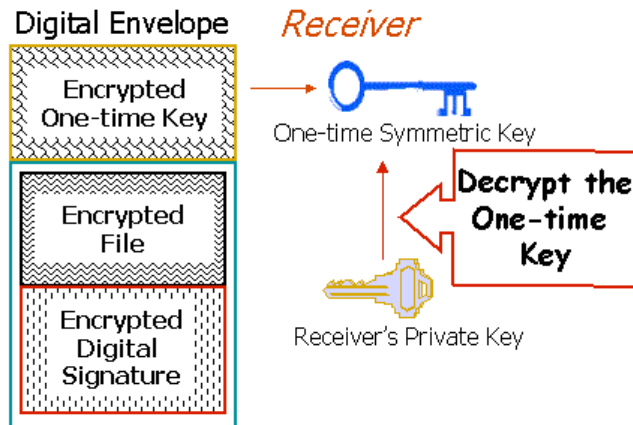 Digital Envelope
Receiver
Encrypted
One-time Key
One-time Symmetric Key
Decrypt the
One-time
Key
Encrypted
File
Receiver's Private Key
Encrypted
Digital
Signature